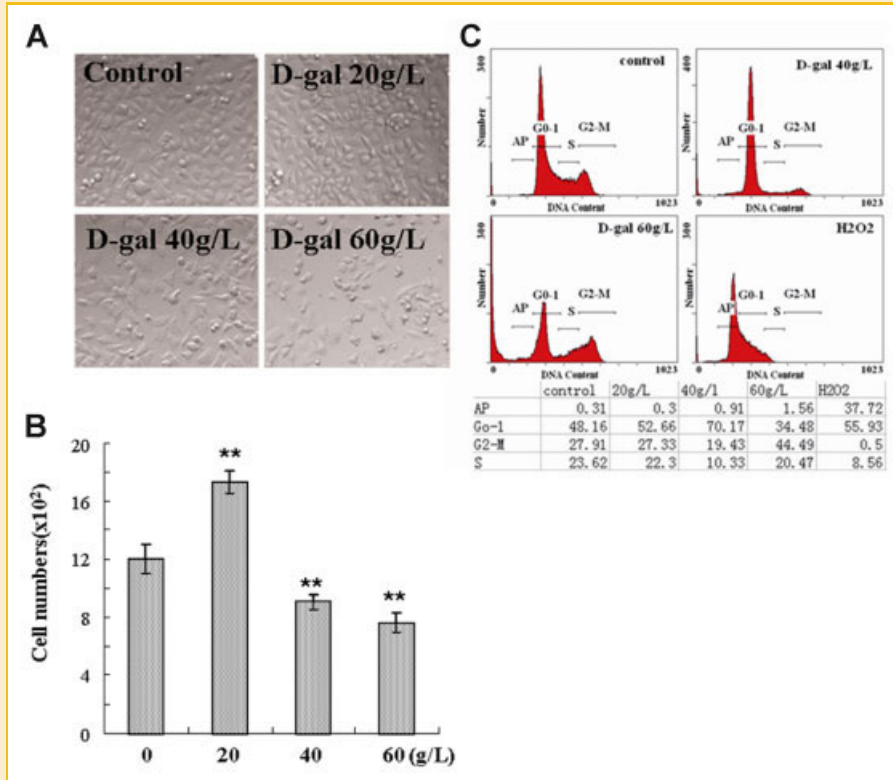 A
Control
D-gal 20g/L
D-gal 40g/L
D-gal 60g/L
B
Cell numbers(x10²)
20
16
12
8
4
0
**
**
**
0 20 40 60 (g/L)
C
control
300
Number
AP G0-1 S G2-M
0 1023
DNA Content
D-gal 40g/L
400
Number
AP G0-1 S G2-M
0 1023
DNA Content
D-gal 60g/L
300
Number
AP G0-1 S G2-M
0 1023
DNA Content
H2O2
300
Number
AP G0-1 S G2-M
0 1023
DNA Content
control 20g/L 40g/l 60g/L H2O2
AP 0.31 0.3 0.91 1.56 37.72
Go-1 48.16 52.66 70.17 34.48 55.93
G2-M 27.91 27.33 19.43 44.49 0.5
S 23.62 22.3 10.33 20.47 8.56